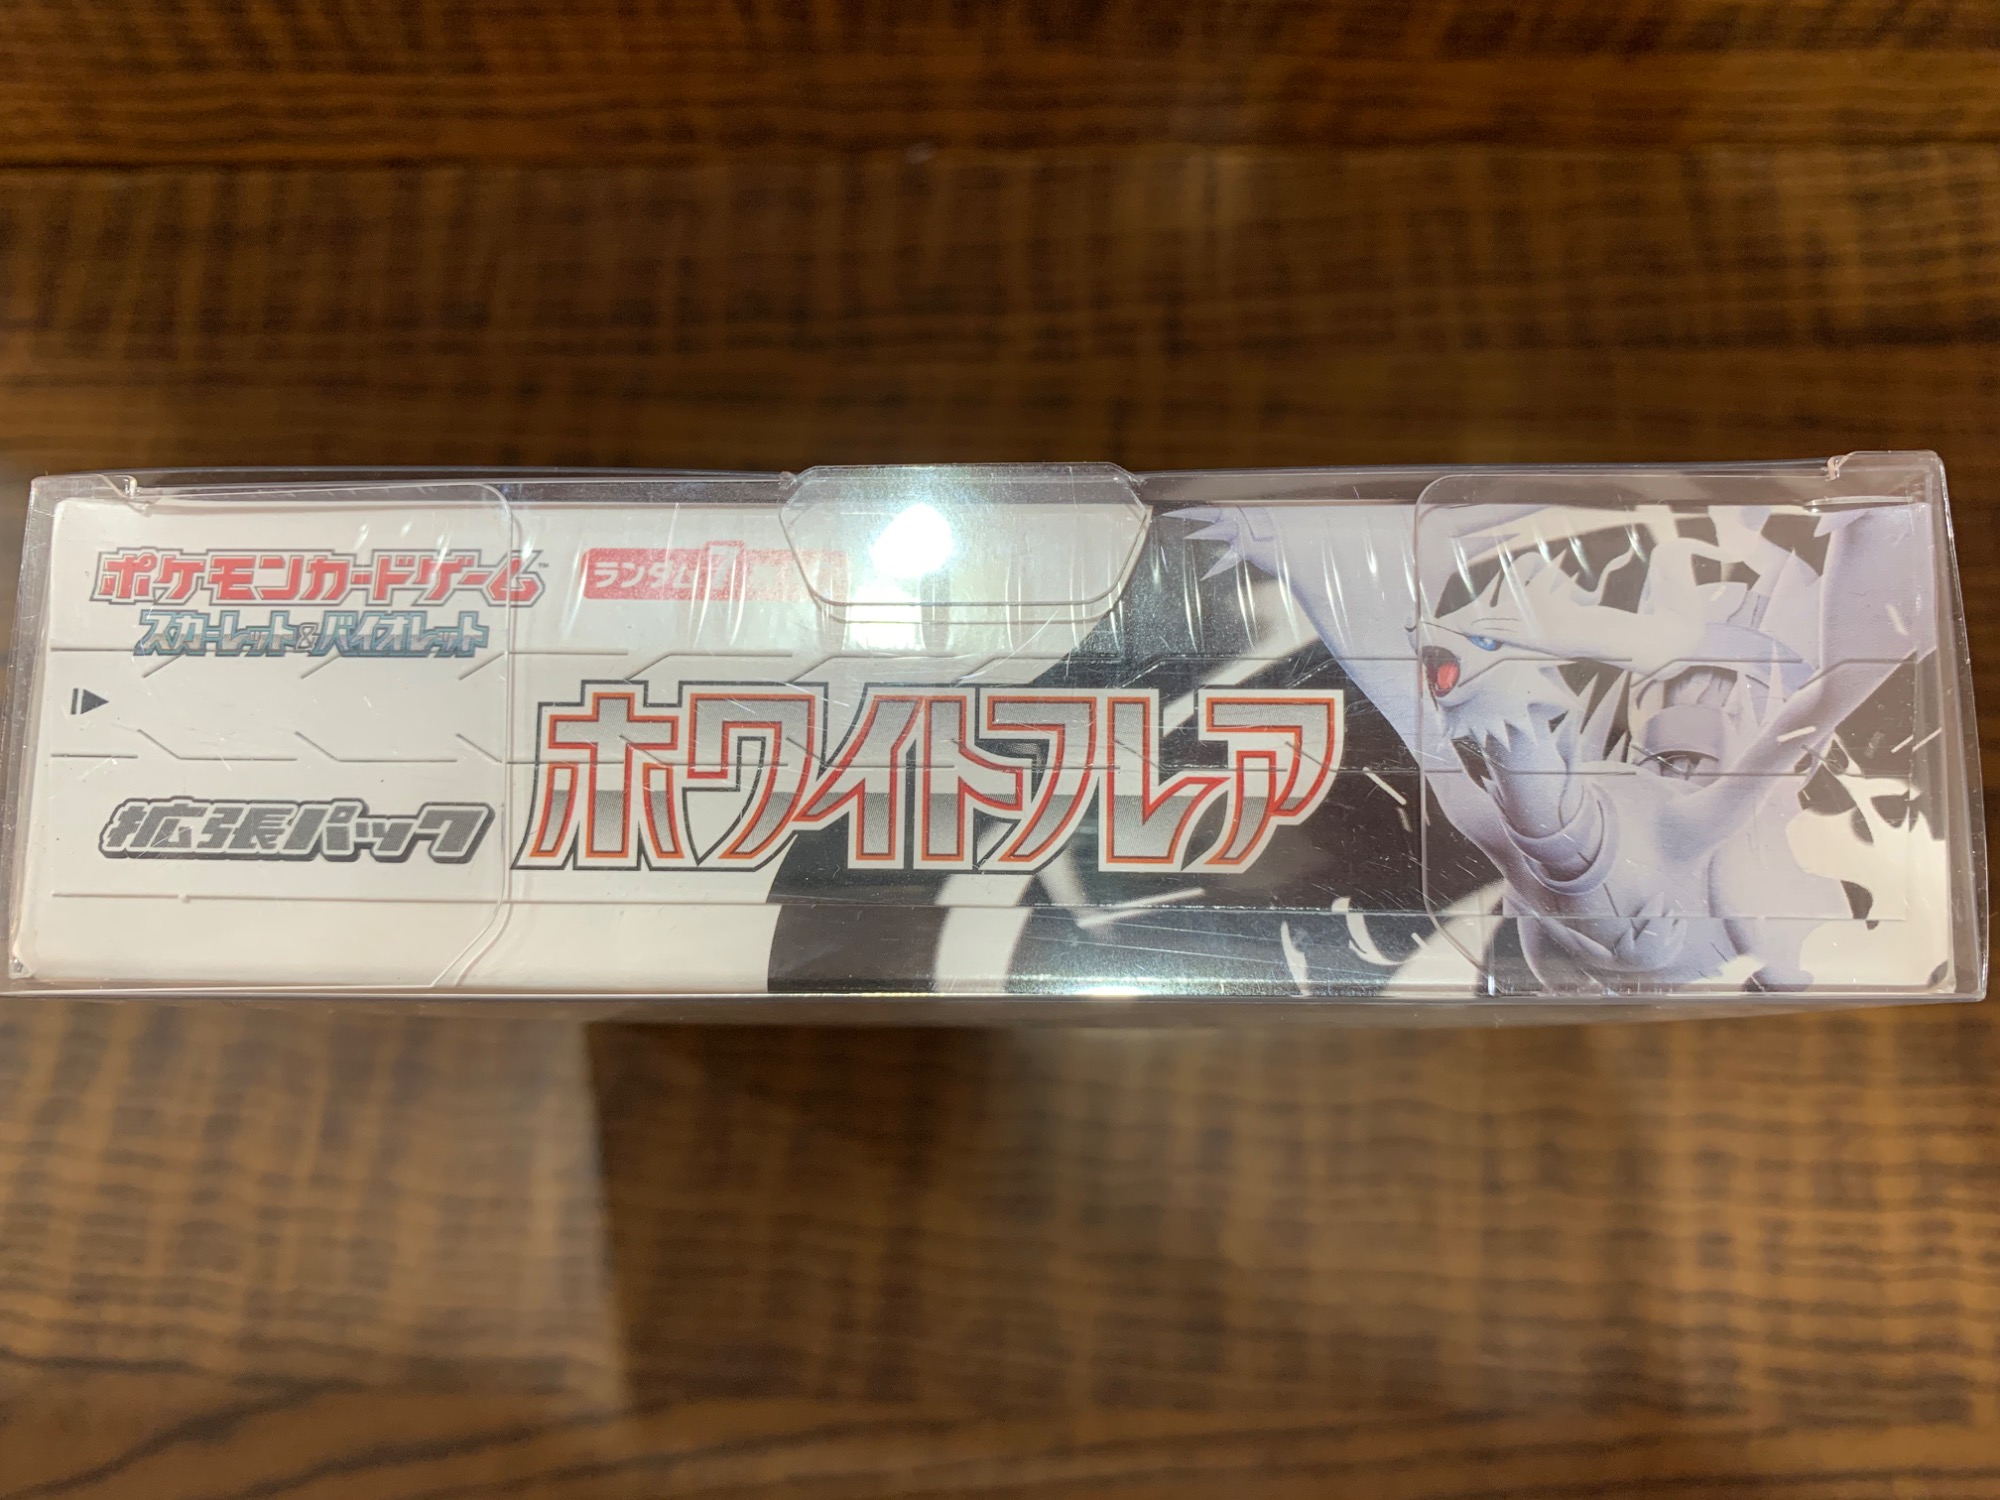 ポケモンカードゲーム™
スカーレット&バイオレット
ランダム
ホワイトフレア
拡張パック